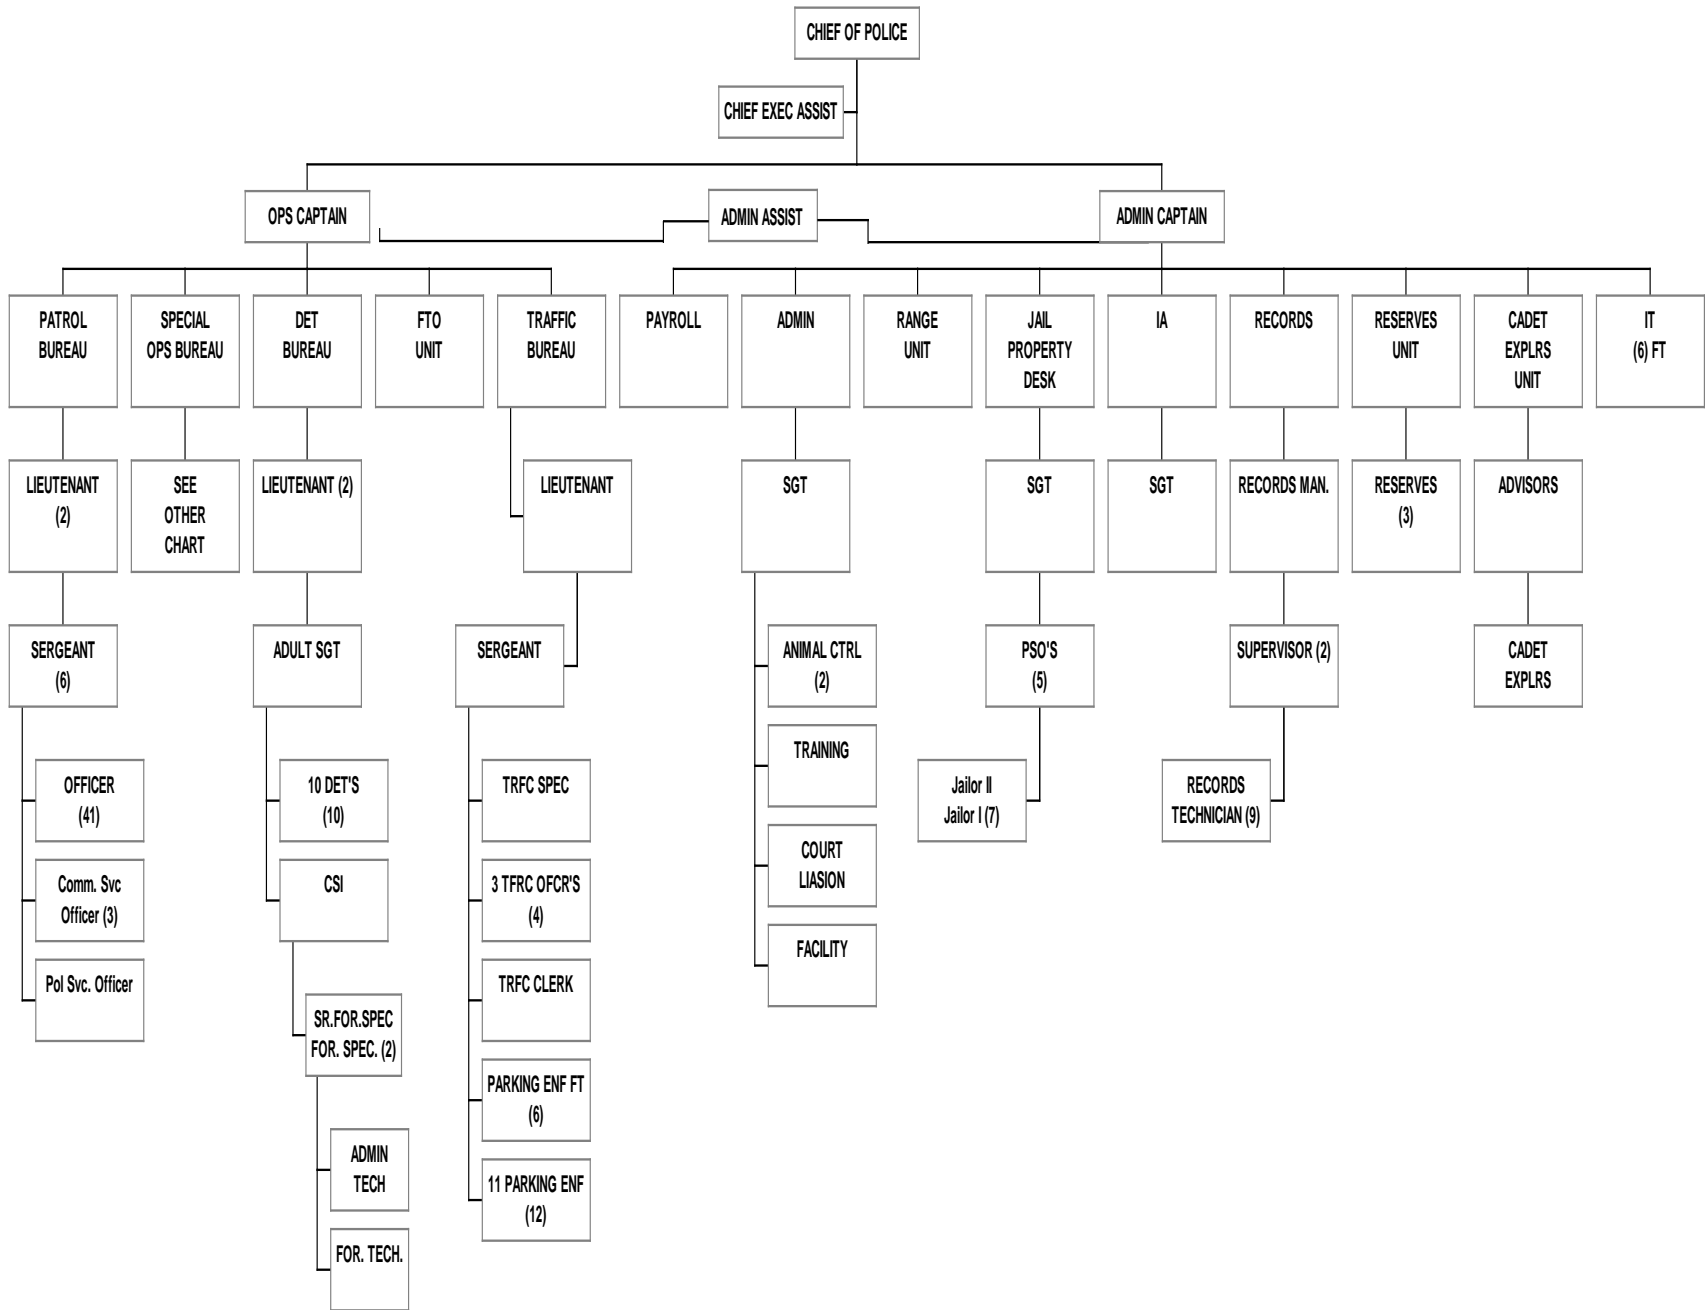 CHIEF OF POLICE
CHIEF EXEC ASSIST
OPS CAPTAIN
ADMIN ASSIST
ADMIN CAPTAIN
PATROL
BUREAU
SPECIAL
OPS BUREAU
DET
BUREAU
FTO
UNIT
TRAFFIC
BUREAU
PAYROLL
ADMIN
RANGE
UNIT
JAIL
PROPERTY
DESK
IA
RECORDS
RESERVES
UNIT
CADET
EXPLRS
UNIT
IT
(6) FT
LIEUTENANT
(2)
SEE
OTHER
CHART
LIEUTENANT (2)
LIEUTENANT
SGT
SGT
SGT
RECORDS MAN.
RESERVES
(3)
ADVISORS
SERGEANT
(6)
ADULT SGT
SERGEANT
ANIMAL CTRL
(2)
PSO'S
(5)
SUPERVISOR (2)
CADET
EXPLRS
OFFICER
(41)
10 DET'S
(10)
TRFC SPEC
TRAINING
Jailor II
Jailor I (7)
RECORDS
TECHNICIAN (9)
Comm. Svc
Officer (3)
CSI
3 TFRC OFCR'S
(4)
COURT
LIASION
Pol Svc. Officer
TRFC CLERK
FACILITY
SR.FOR.SPEC
FOR. SPEC. (2)
PARKING ENF FT
(6)
ADMIN
TECH
11 PARKING ENF
(12)
FOR. TECH.